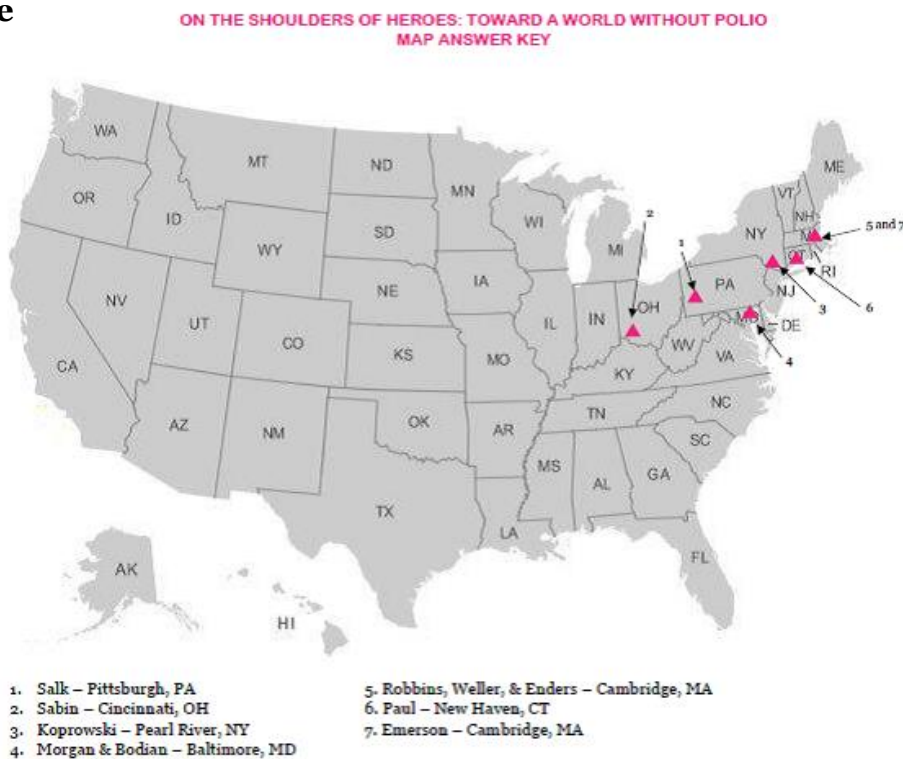 e
ON THE SHOULDERS OF HEROES: TOWARD A WORLD WITHOUT POLIO
MAP ANSWER KEY
WA
MT
ND
MN
ME
OR
ID
SD
WI
VT
NH
2
5 and 7
WY
MI
1
NY
M
CT
IA
NE
PA
RI
NV
UT
OH
NJ
3
6
CO
IL
IN
MD
DE
KS
MO
WV
VA
4
CA
KY
NC
AZ
NM
OK
AR
TN
SC
MS
AL
GA
TX
LA
FL
AK
HI
1. Salk – Pittsburgh, PA
2. Sabin – Cincinnati, OH
3. Koprowski – Pearl River, NY
4. Morgan & Bodian – Baltimore, MD
5. Robbins, Weller, & Enders – Cambridge, MA
6. Paul – New Haven, CT
7. Emerson – Cambridge, MA